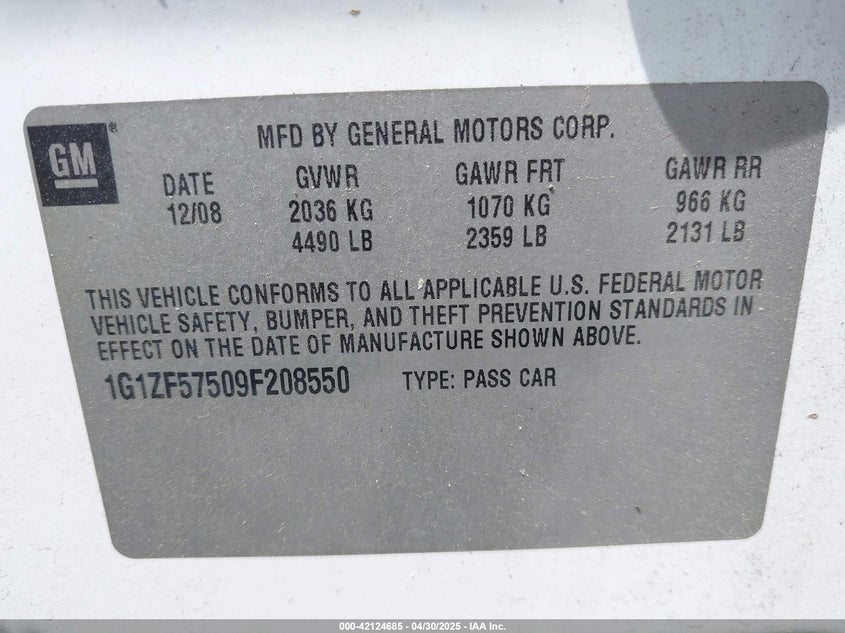 GM®
MFD BY GENERAL MOTORS CORP.
DATE GVWR GAWR FRT GAWR RR
12/08 2036 KG 1070 KG 966 KG
4490 LB 2359 LB 2131 LB
THIS VEHICLE CONFORMS TO ALL APPLICABLE U.S. FEDERAL MOTOR
VEHICLE SAFETY, BUMPER, AND THEFT PREVENTION STANDARDS IN
EFFECT ON THE DATE OF MANUFACTURE SHOWN ABOVE.
1G1ZF57509F208550 TYPE: PASS CAR
000-42124685 - 04/30/2025 - IAA Inc.